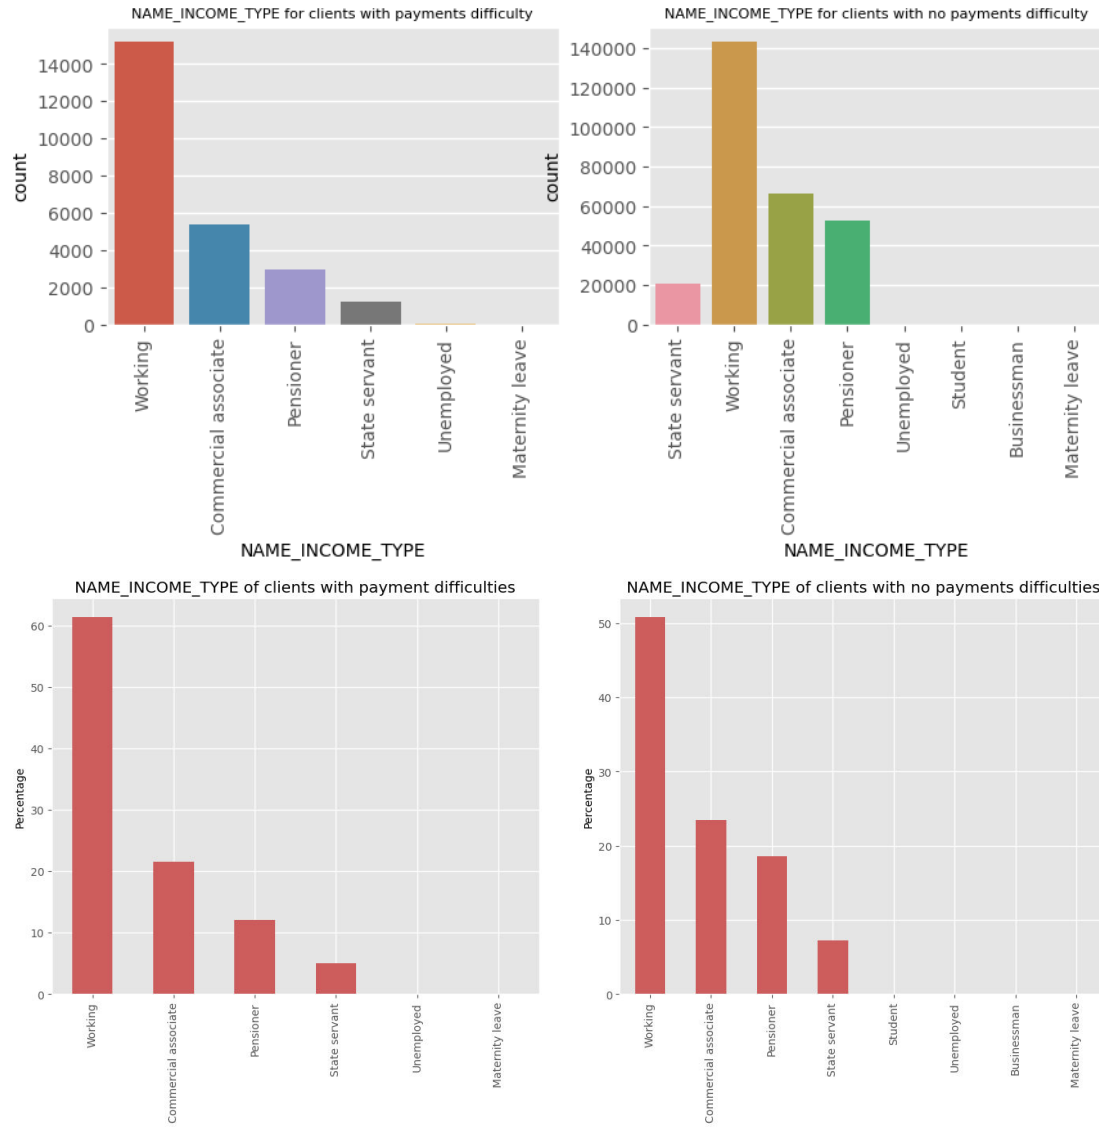 NAME_INCOME_TYPE for clients with payments difficulty
count
14000
12000
10000
8000
6000
4000
2000
0
Working
Commercial associate
Pensioner
State servant
Unemployed
Maternity leave
NAME_INCOME_TYPE
NAME_INCOME_TYPE for clients with no payments difficulty
count
140000
120000
100000
80000
60000
40000
20000
0
State servant
Working
Commercial associate
Pensioner
Unemployed
Student
Businessman
Maternity leave
NAME_INCOME_TYPE
NAME_INCOME_TYPE of clients with payment difficulties
Percentage
60
50
40
30
20
10
0
Working
Commercial associate
Pensioner
State servant
Unemployed
Maternity leave
NAME_INCOME_TYPE of clients with no payments difficulties
Percentage
50
40
30
20
10
0
Working
Commercial associate
Pensioner
State servant
Student
Unemployed
Businessman
Maternity leave